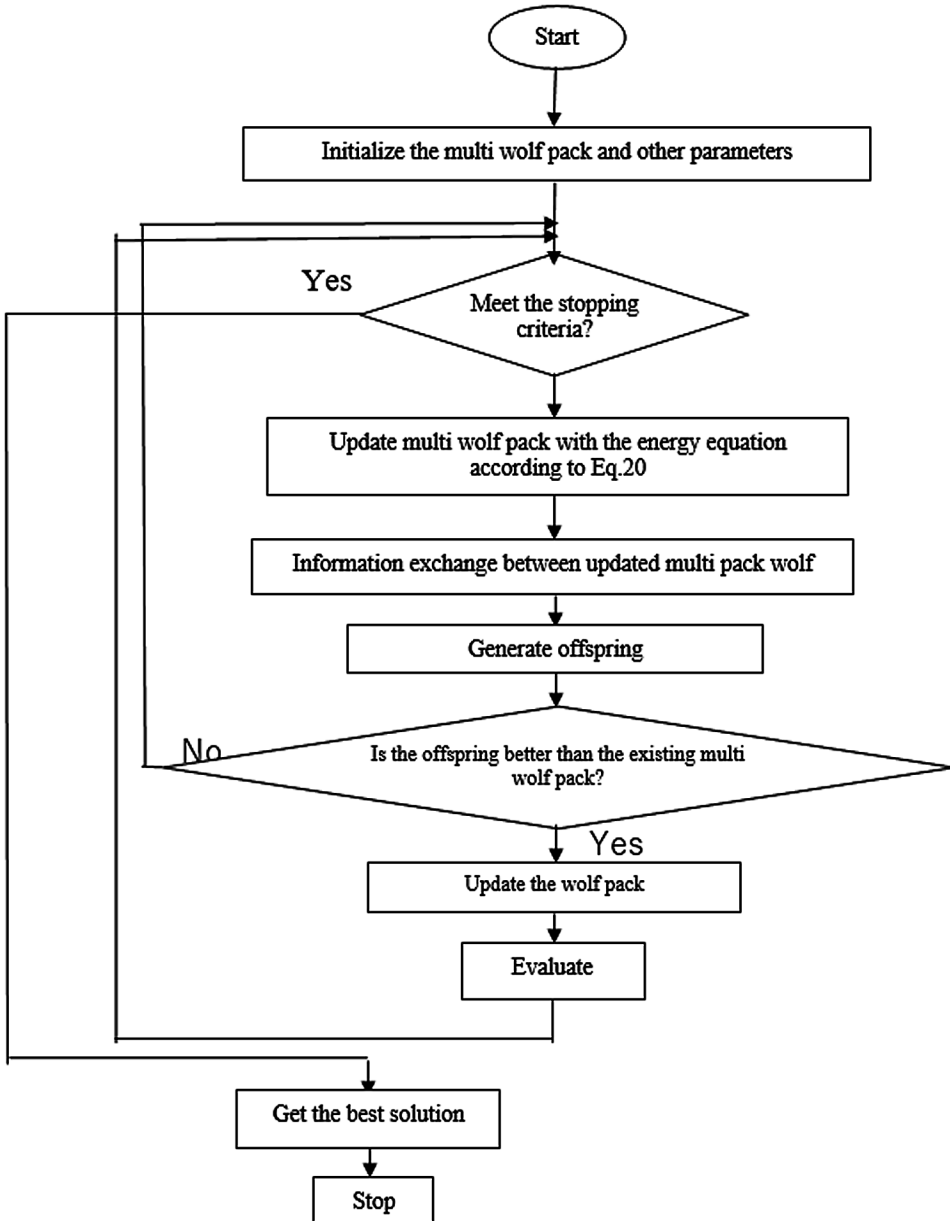 Start
Initialize the multi wolf pack and other parameters
Yes
Meet the stopping
criteria?
Update multi wolf pack with the energy equation
according to Eq.20
Information exchange between updated multi pack wolf
Generate offspring
No
Is the offspring better than the existing multi
wolf pack?
Yes
Update the wolf pack
Evaluate
Get the best solution
Stop